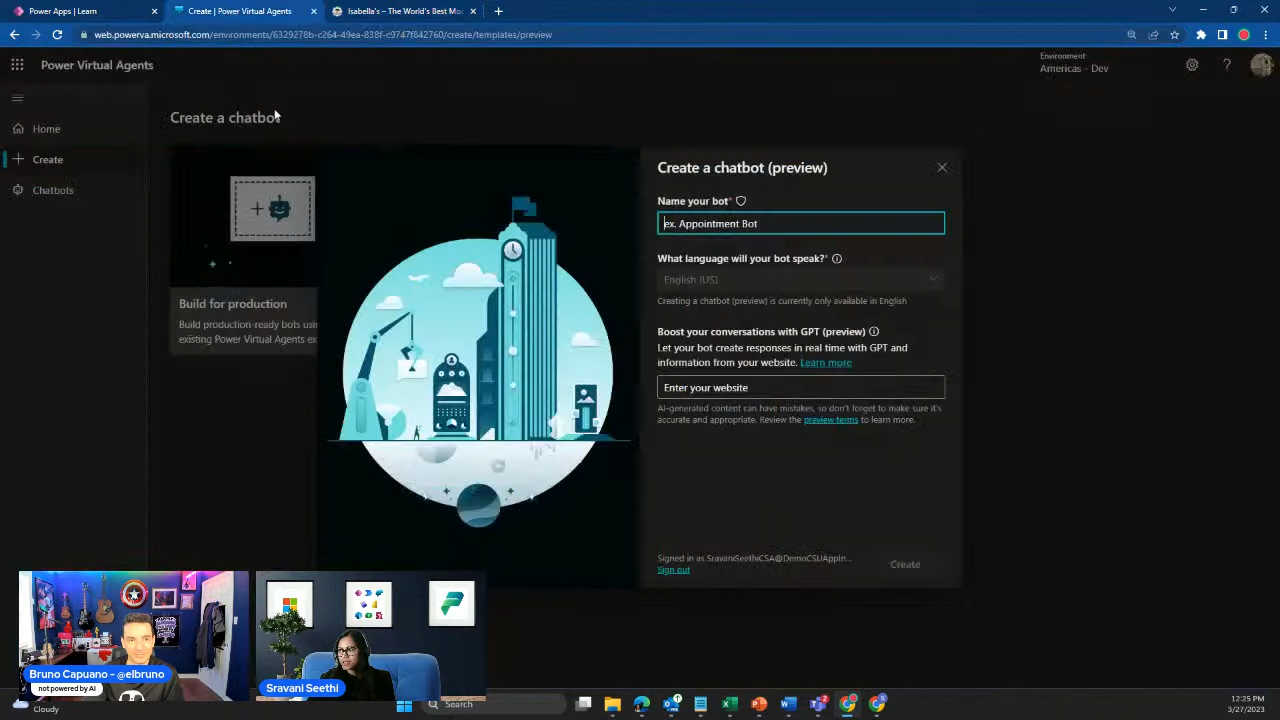 Power Apps | Learn
Create | Power Virtual Agents
Isabella's – The World's Best Mo
web.powerva.microsoft.com/environments/6329278b-c264-49ea-838f-c9747f842760/create/templates/preview
Power Virtual Agents
Environment
Americas - Dev
Home
Create
Chatbots
Create a chatbot
Build for production
Build production-ready bots usin
existing Power Virtual Agents ex
Create a chatbot (preview)
Name your bot*
ex. Appointment Bot
What language will your bot speak?*
English (US)
Creating a chatbot (preview) is currently only available in English
Boost your conversations with GPT (preview)
Let your bot create responses in real time with GPT and
information from your website. Learn more
Enter your website
AI-generated content can have mistakes, so don't forget to make sure it's
accurate and appropriate. Review the preview terms to learn more.
Signed in as SravaniSeethiCSA@DemoCSUAppIn...
Sign out
Create
Bruno Capuano - @elbruno
not powered by AI
Sravani Seethi
Cloudy
Search
12:25 PM
3/27/2023